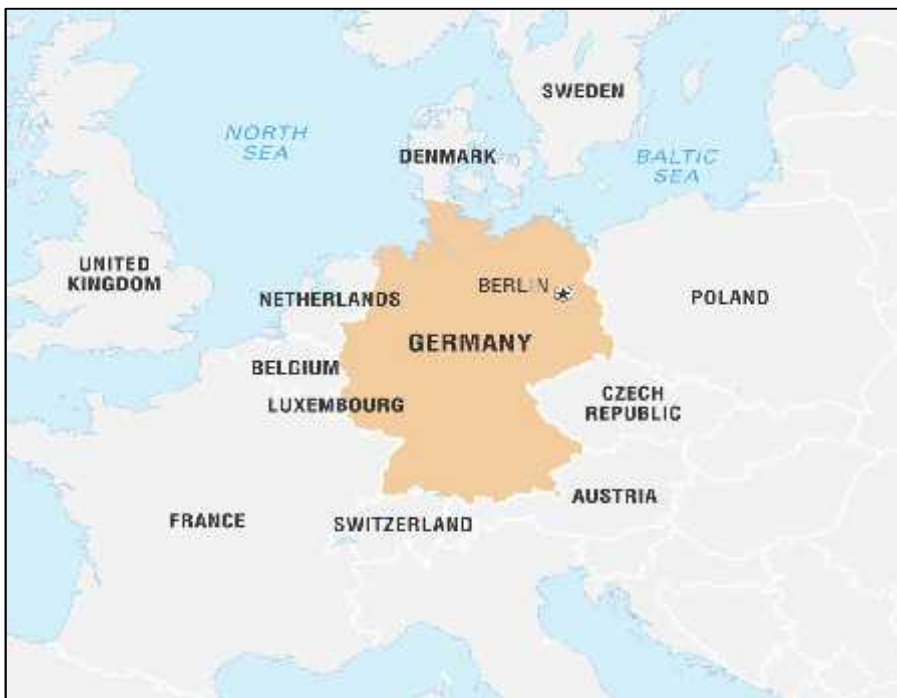 SWEDEN
NORTH
SEA
DENMARK
BALTIC
SEA
UNITED
KINGDOM
NETHERLANDS
BERLIN
POLAND
GERMANY
BELGIUM
LUXEMBOURG
CZECH
REPUBLIC
AUSTRIA
FRANCE
SWITZERLAND